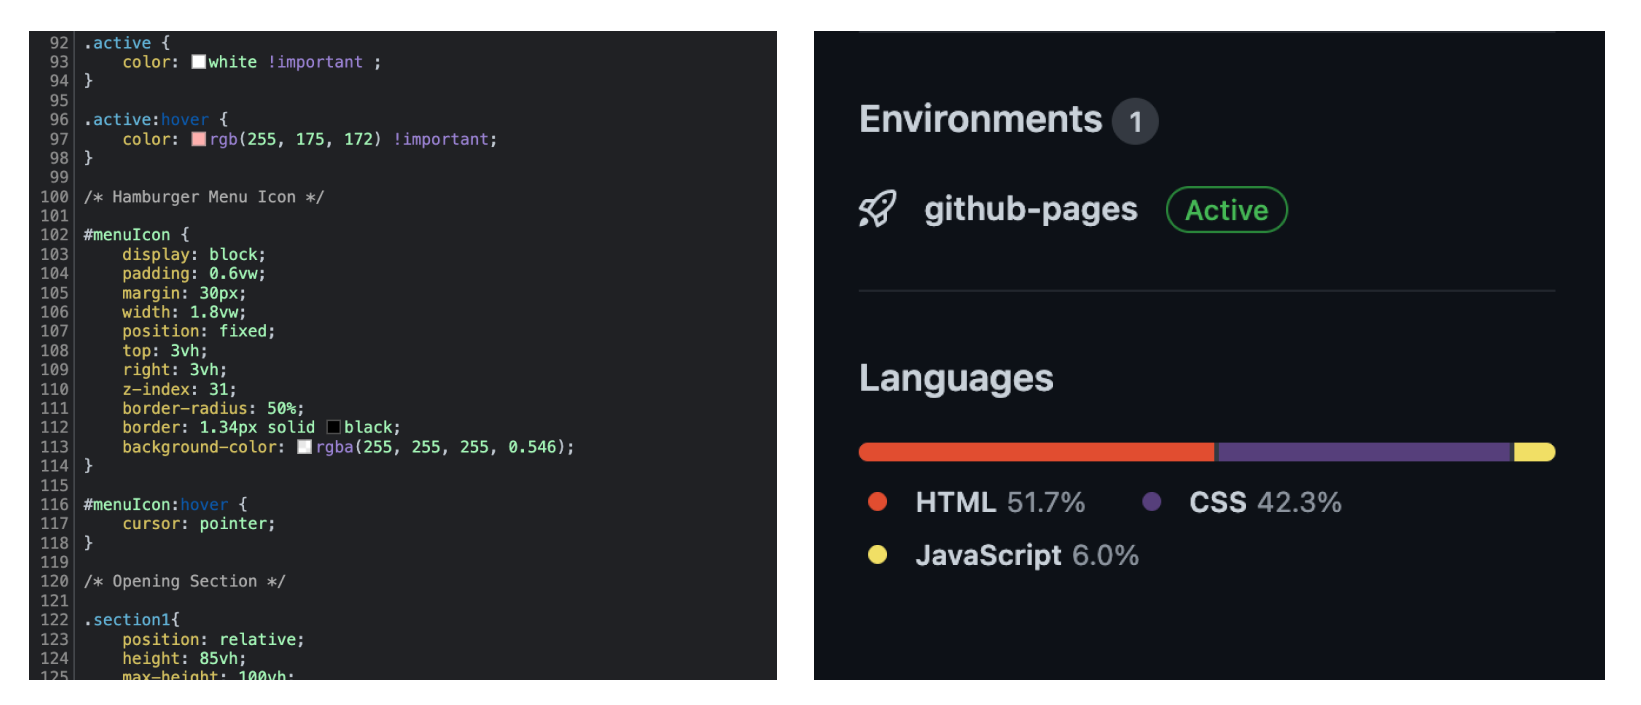 92 .active {
93 color: white !important ;
94 }
95
96 .active:hover {
97 color: rgb(255, 175, 172) !important;
98 }
99
100 /* Hamburger Menu Icon */
101
102 #menuIcon {
103 display: block;
104 padding: 0.6vw;
105 margin: 30px;
106 width: 1.8vw;
107 position: fixed;
108 top: 3vh;
109 right: 3vh;
110 z-index: 31;
111 border-radius: 50%;
112 border: 1.34px solid black;
113 background-color: rgba(255, 255, 255, 0.546);
114 }
115
116 #menuIcon:hover {
117 cursor: pointer;
118 }
119
120 /* Opening Section */
121
122 .section1{
123 position: relative;
124 height: 85vh;
125 max-height: 100vh;
Environments 1
github-pages Active
Languages
HTML 51.7% CSS 42.3%
JavaScript 6.0%